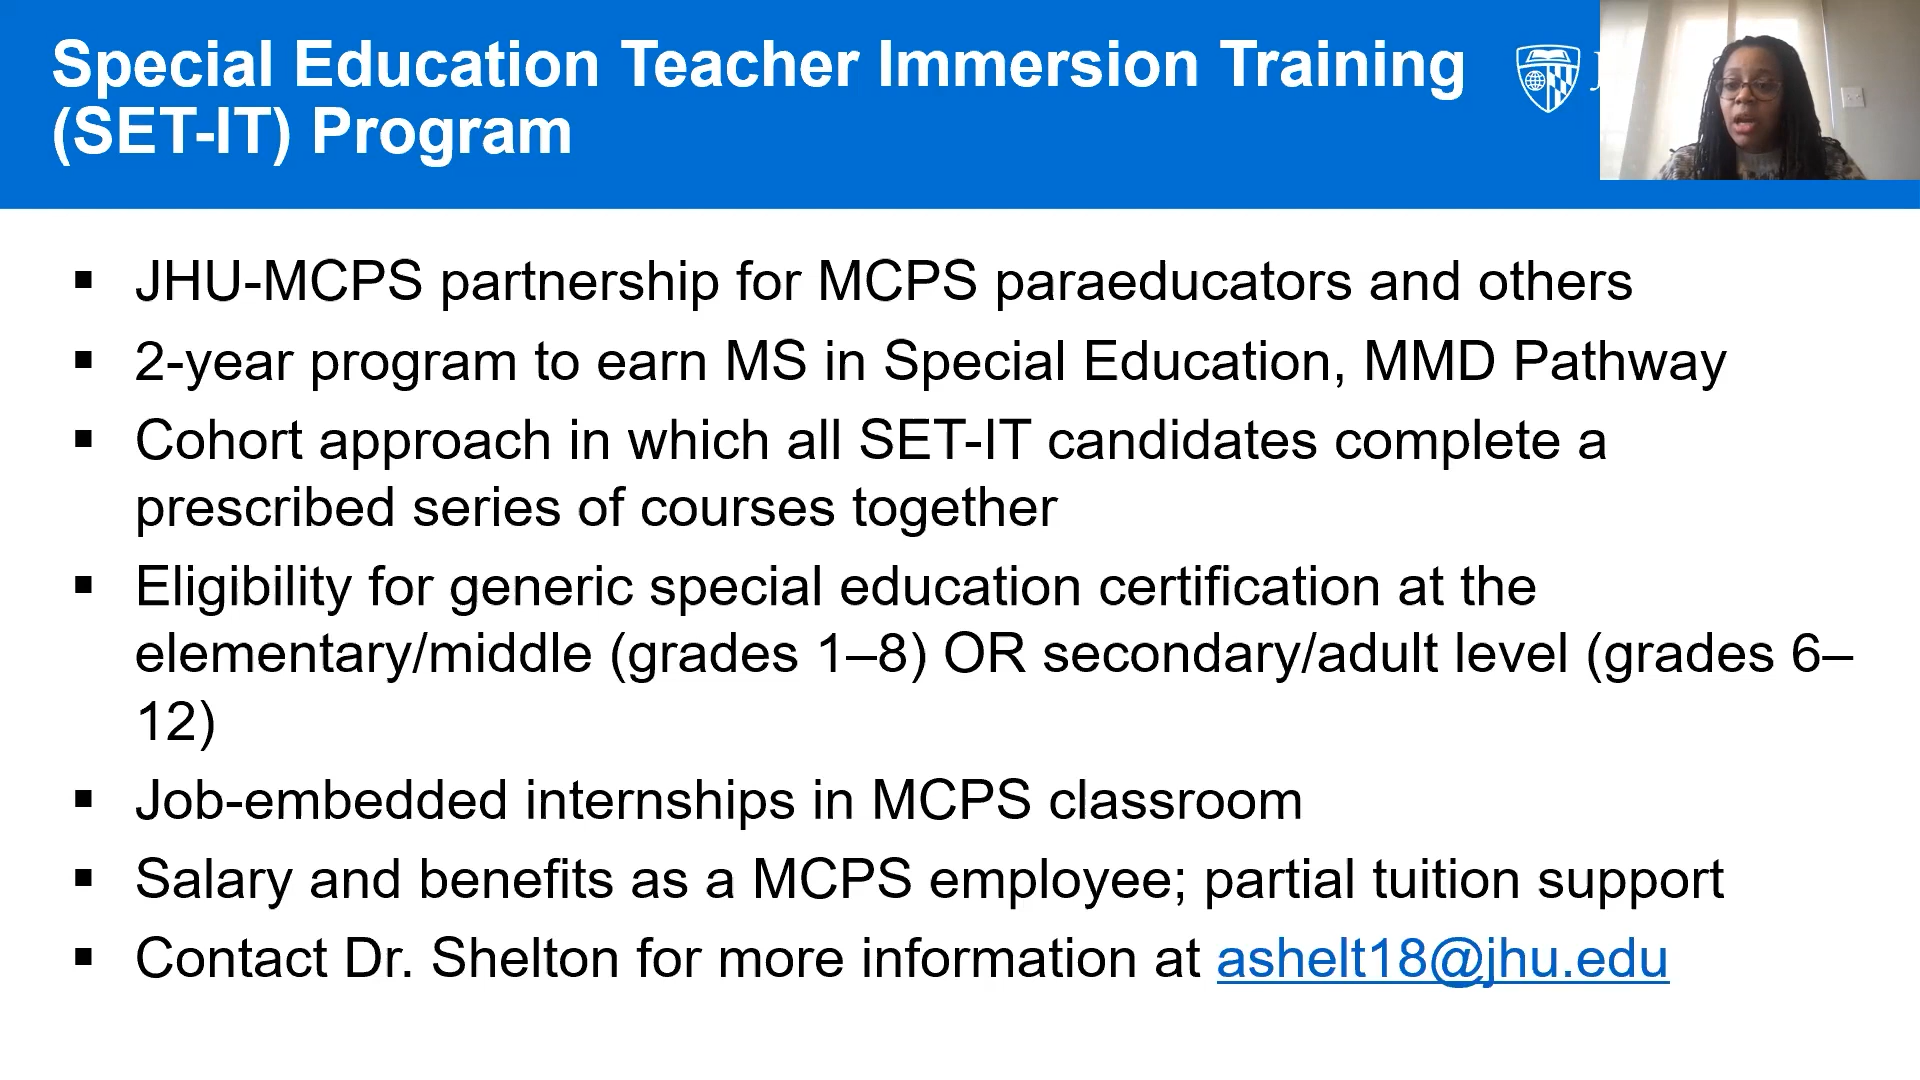 Special Education Teacher Immersion Training
(SET-IT) Program
▪ JHU-MCPS partnership for MCPS paraeducators and others
▪ 2-year program to earn MS in Special Education, MMD Pathway
▪ Cohort approach in which all SET-IT candidates complete a
prescribed series of courses together
▪ Eligibility for generic special education certification at the
elementary/middle (grades 1–8) OR secondary/adult level (grades 6–
12)
▪ Job-embedded internships in MCPS classroom
▪ Salary and benefits as a MCPS employee; partial tuition support
▪ Contact Dr. Shelton for more information at ashelt18@jhu.edu